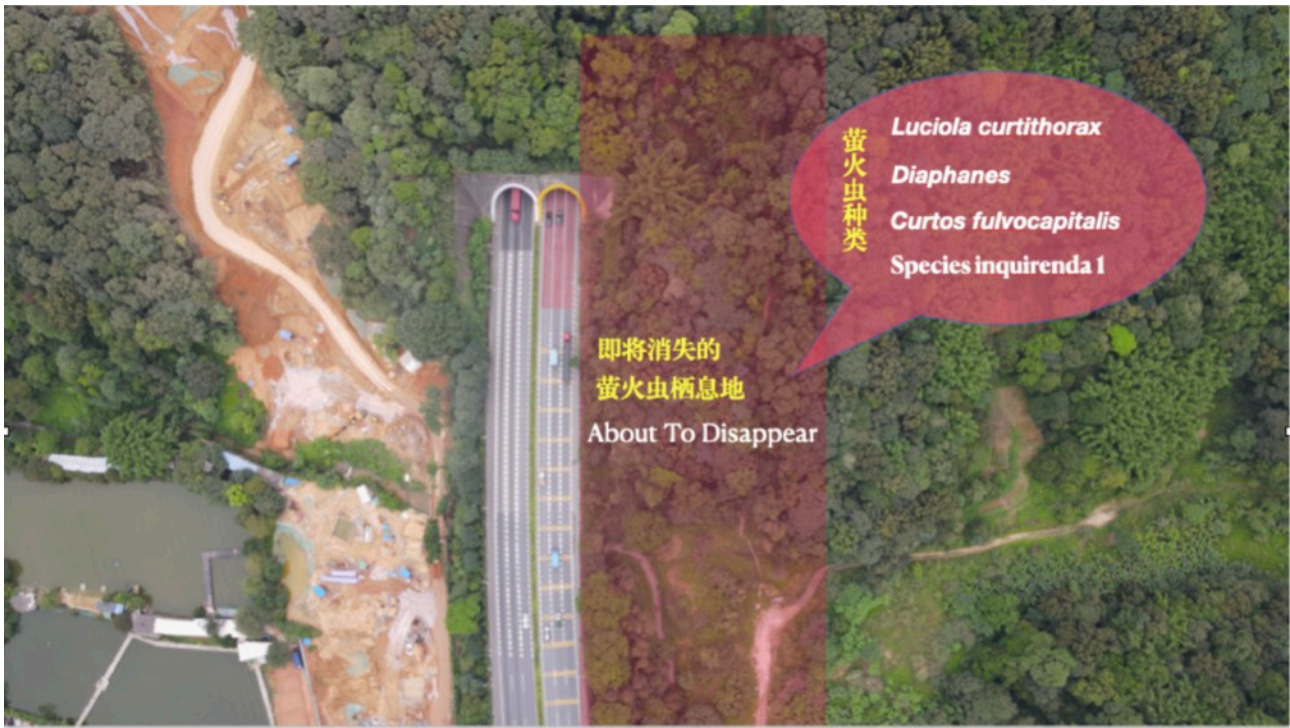 萤火虫种类
Luciola curtithorax
Diaphanes
Curtos fulvocapitalis
Species inquirenda 1
即将消失的
萤火虫栖息地
About To Disappear